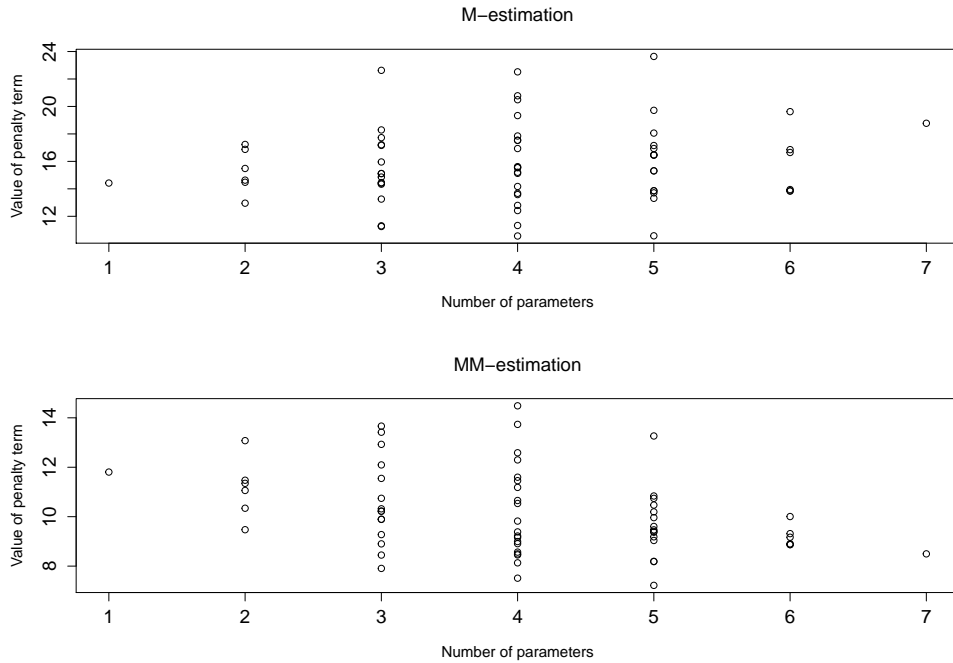 M−estimation
Value of penalty term
12 16 20 24
1 2 3 4 5 6 7
Number of parameters
MM−estimation
Value of penalty term
8 10 12 14
1 2 3 4 5 6 7
Number of parameters